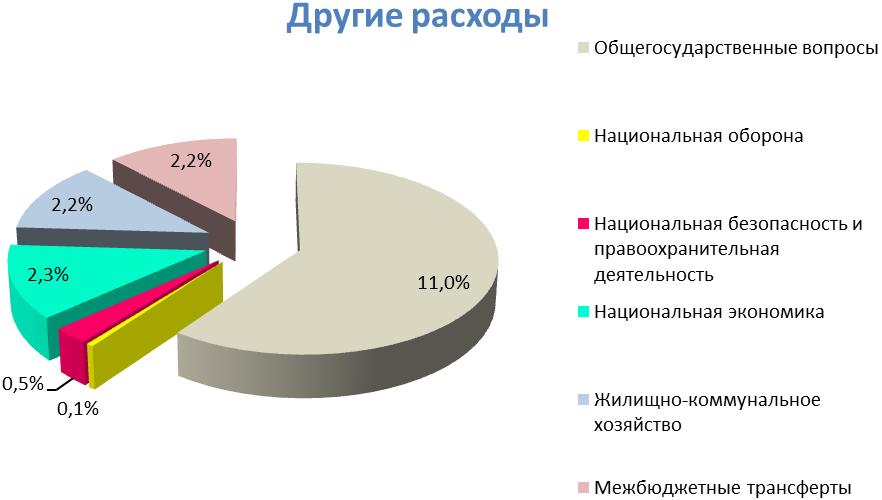 Другие расходы
Общегосударственные вопросы
Национальная оборона
Национальная безопасность и
правоохранительная
деятельность
Национальная экономика
Жилищно-коммунальное
хозяйство
Межбюджетные трансферты
2,2%
2,2%
2,3%
11,0%
0,5%
0,1%